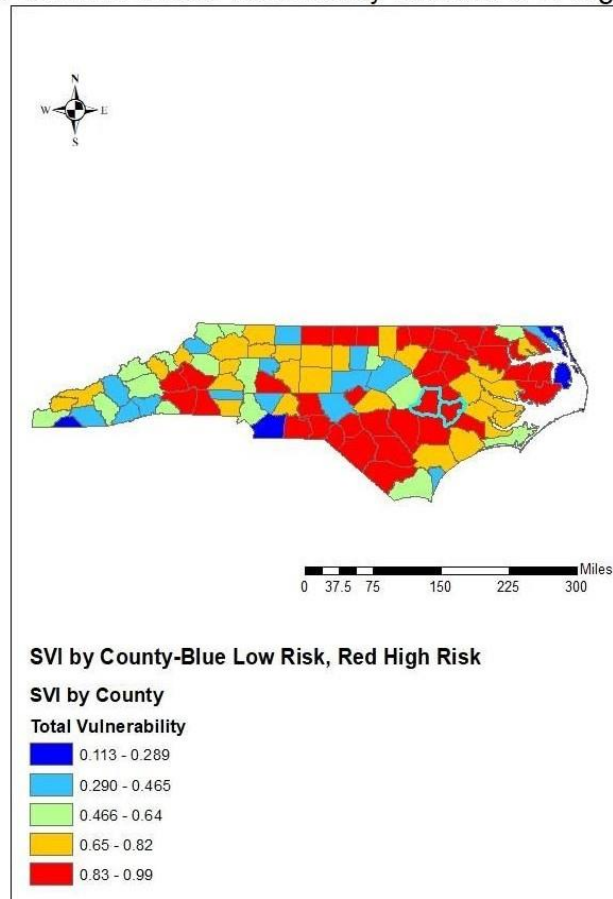 N
W E
S
Miles
0 37.5 75 150 225 300
SVI by County-Blue Low Risk, Red High Risk
SVI by County
Total Vulnerability
0.113 - 0.289
0.290 - 0.465
0.466 - 0.64
0.65 - 0.82
0.83 - 0.99